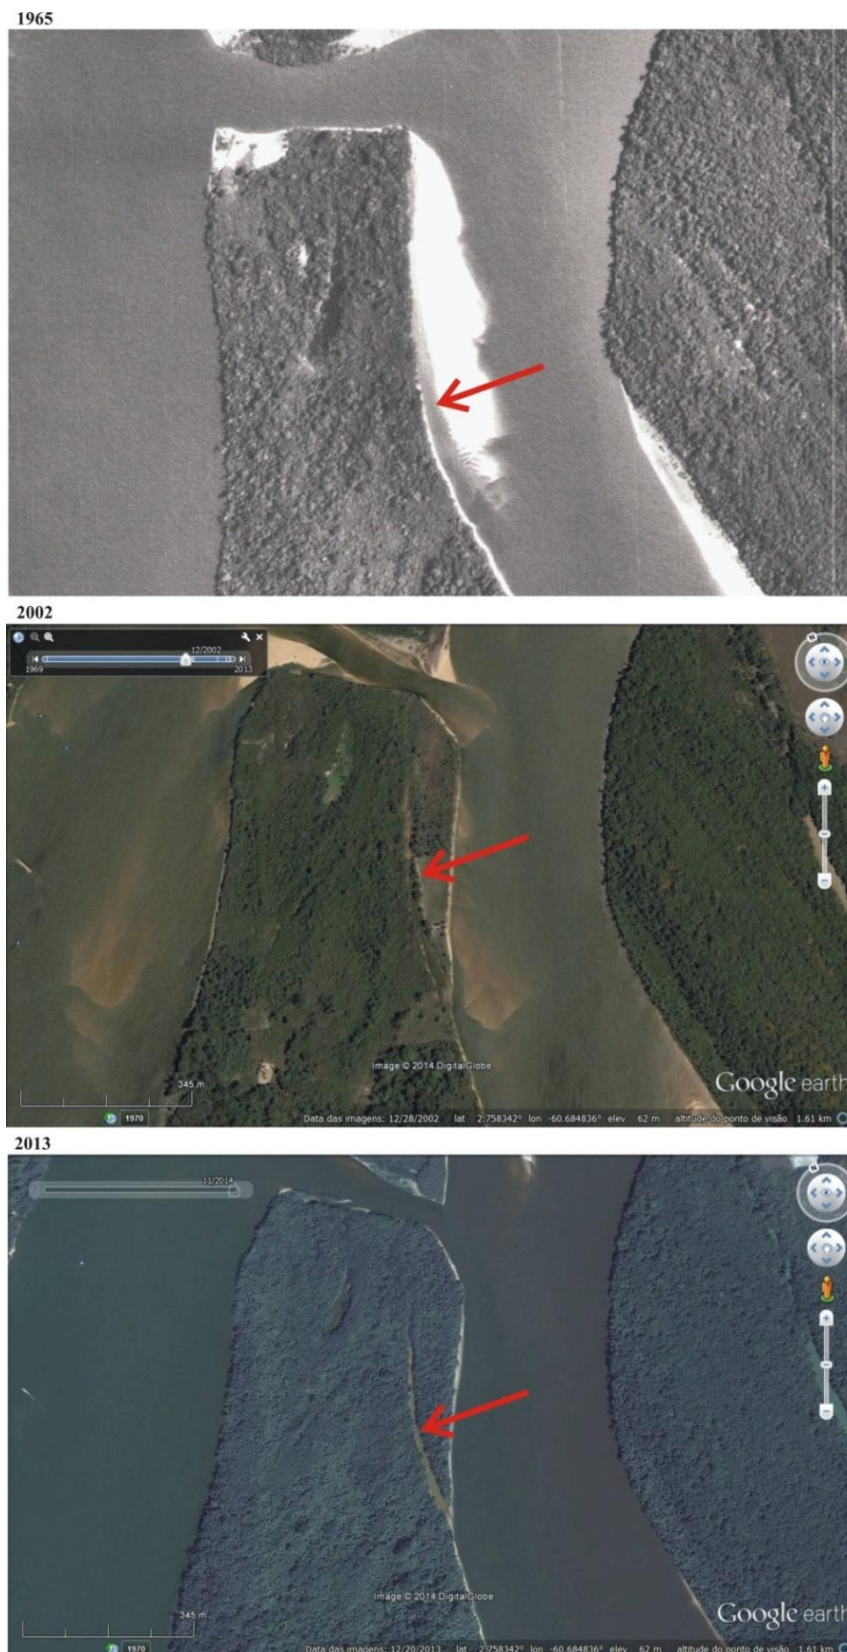 1965
2002
12/2002
1969
2013
Image © 2014 DigitalGlobe
Google earth
345 m
1970
Data das imagens: 12/28/2002 lat 2.758342° lon -60.684836° elev 62 m altitude do ponto de visão 1.61 km
2013
11/2014
Image © 2014 DigitalGlobe
Google earth
345 m
1970
Data das imagens: 12/20/2013 lat 2.758342° lon -60.684836° elev 62 m altitude do ponto de visão 1.61 km